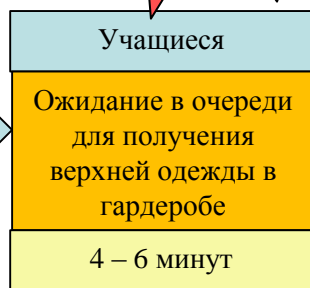 Учащиеся
Ожидание в очереди
для получения
верхней одежды в
гардеробе
4 – 6 минут